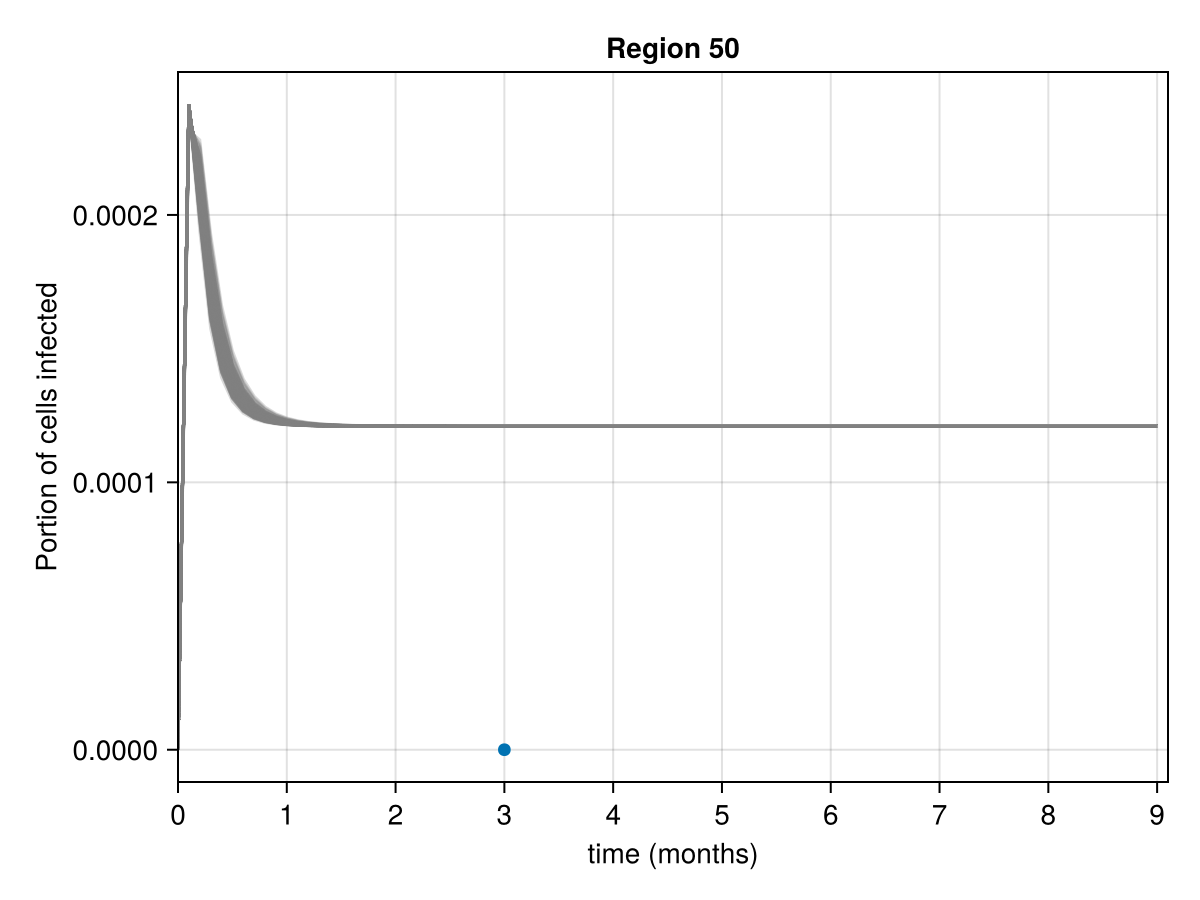 Region 50
Portion of cells infected
0.0002
0.0001
0.0000
0 1 2 3 4 5 6 7 8 9
time (months)